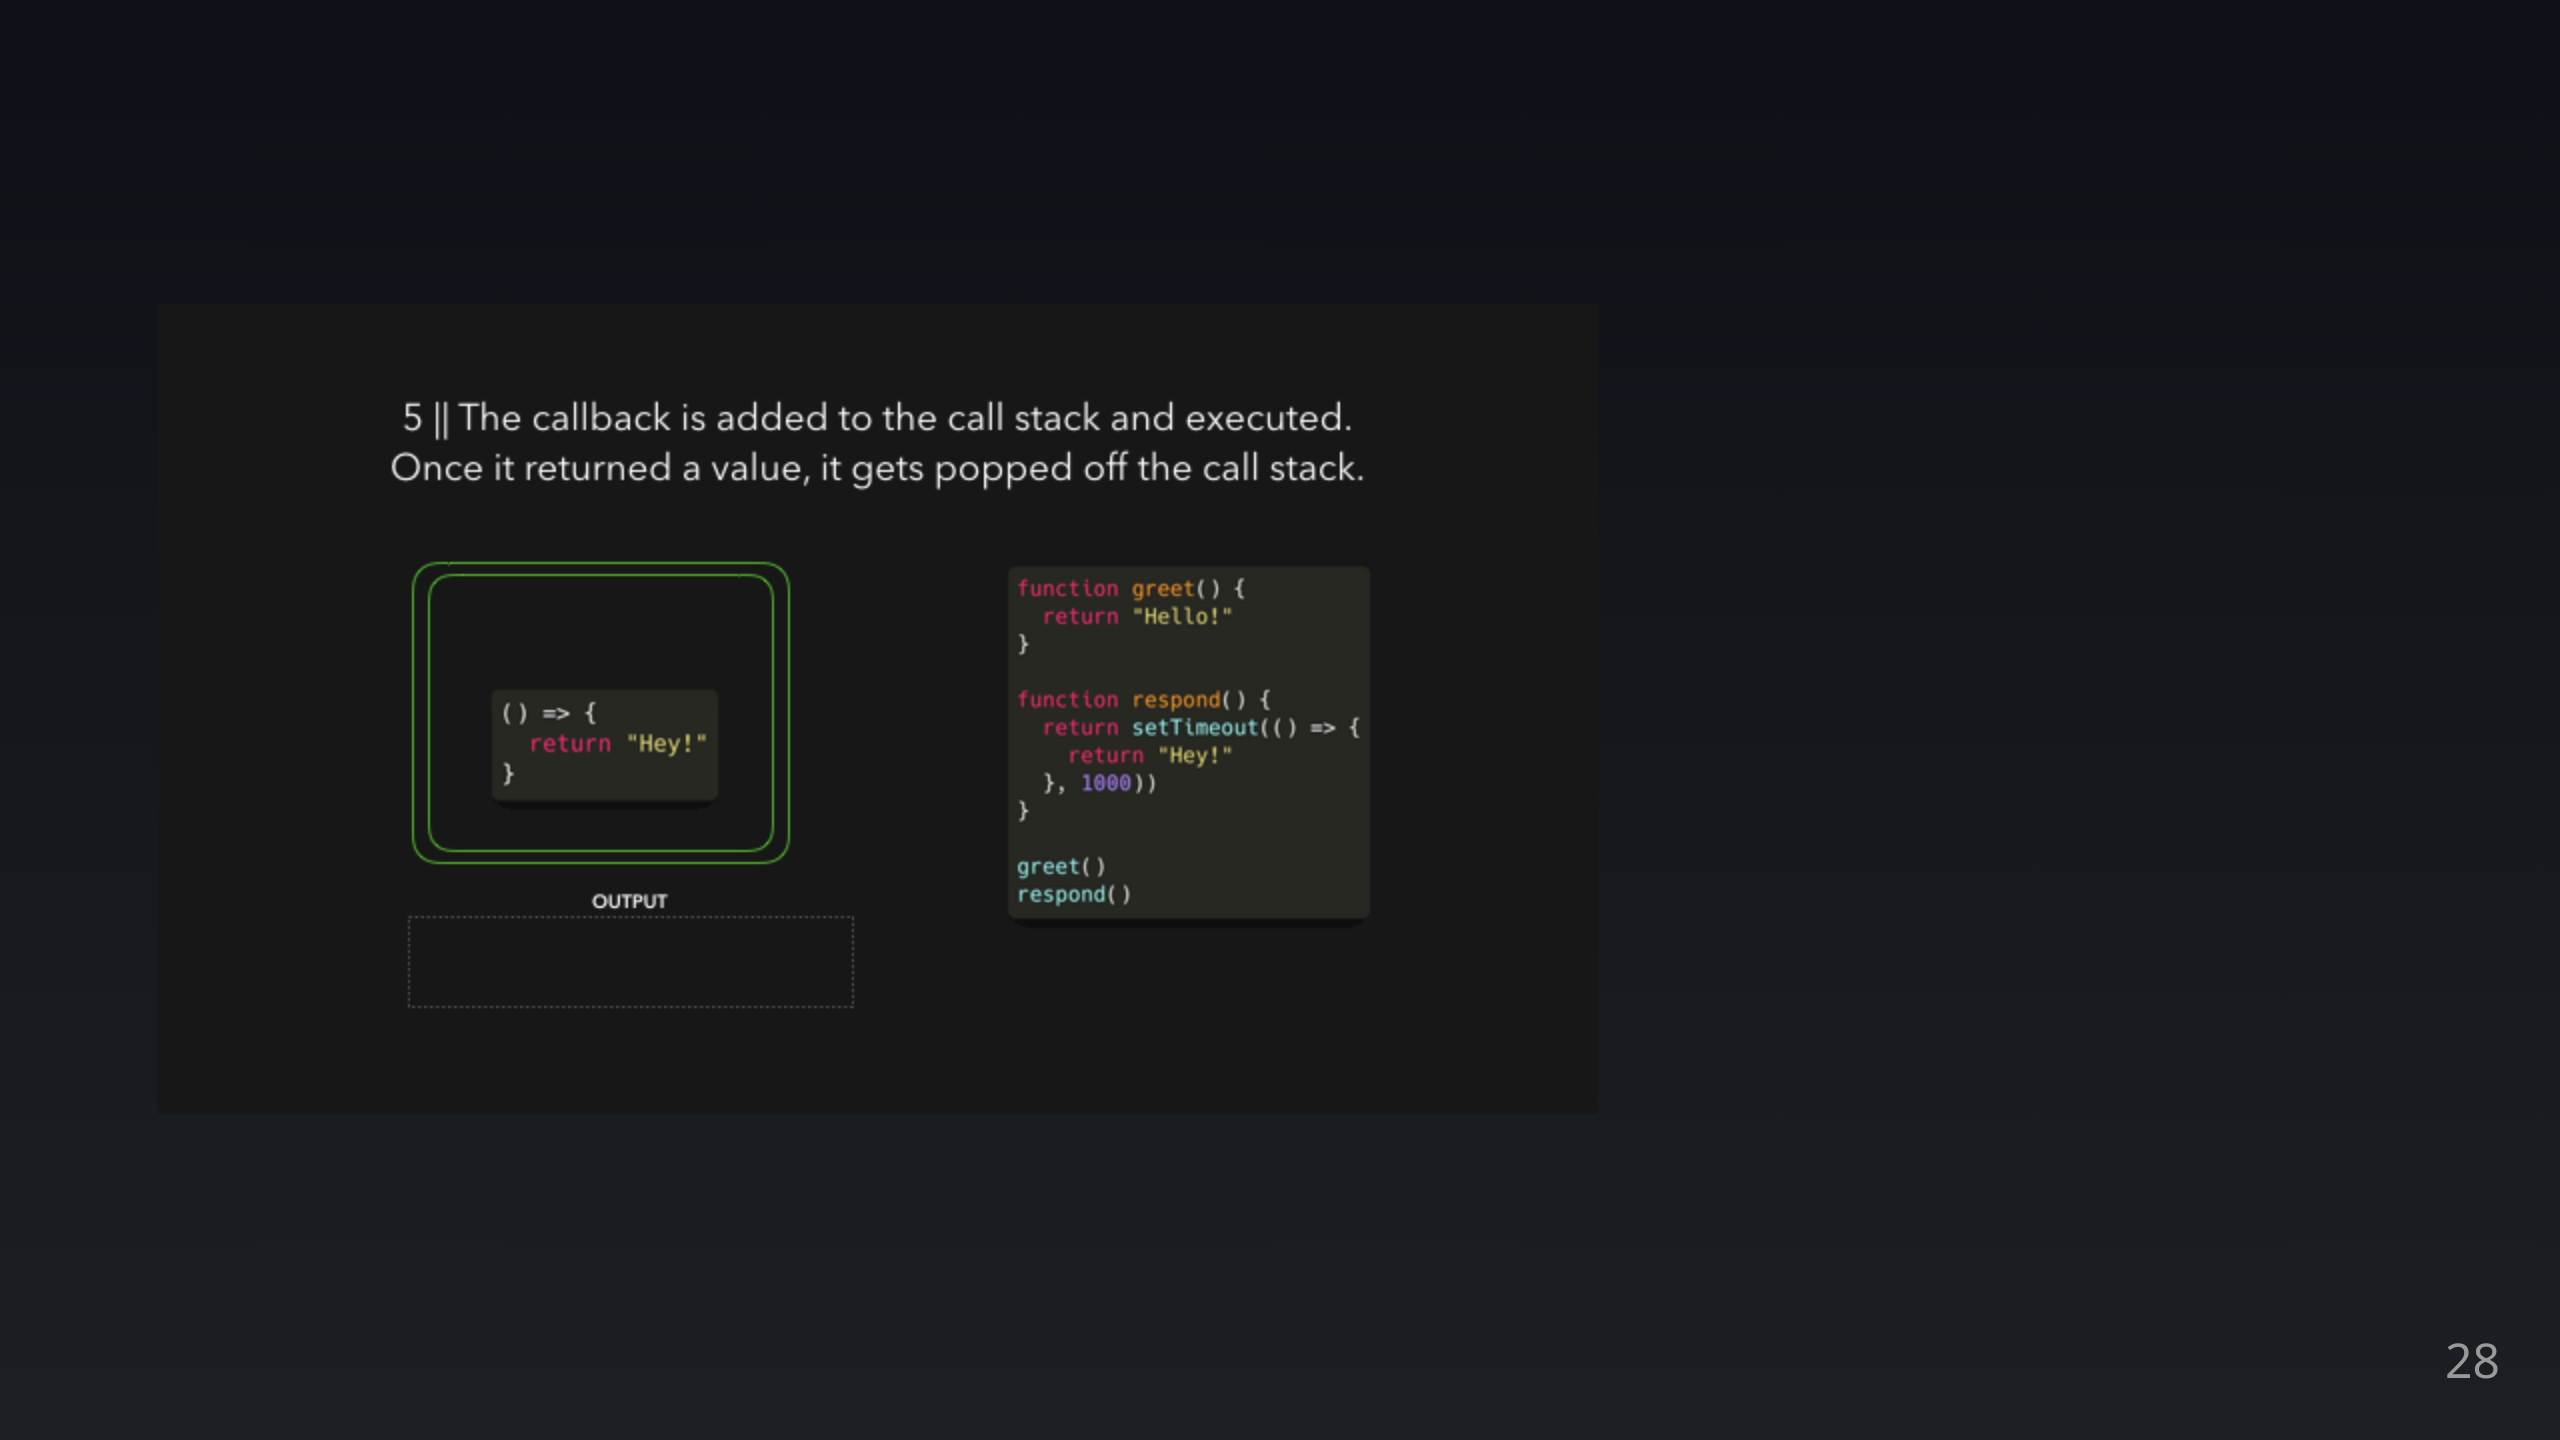 5 || The callback is added to the call stack and executed.
Once it returned a value, it gets popped off the call stack.
() => {
  return "Hey!"
}
OUTPUT
function greet() {
  return "Hello!"
}
function respond() {
  return setTimeout(() => {
    return "Hey!"
  }, 1000))
}
greet()
respond()
28